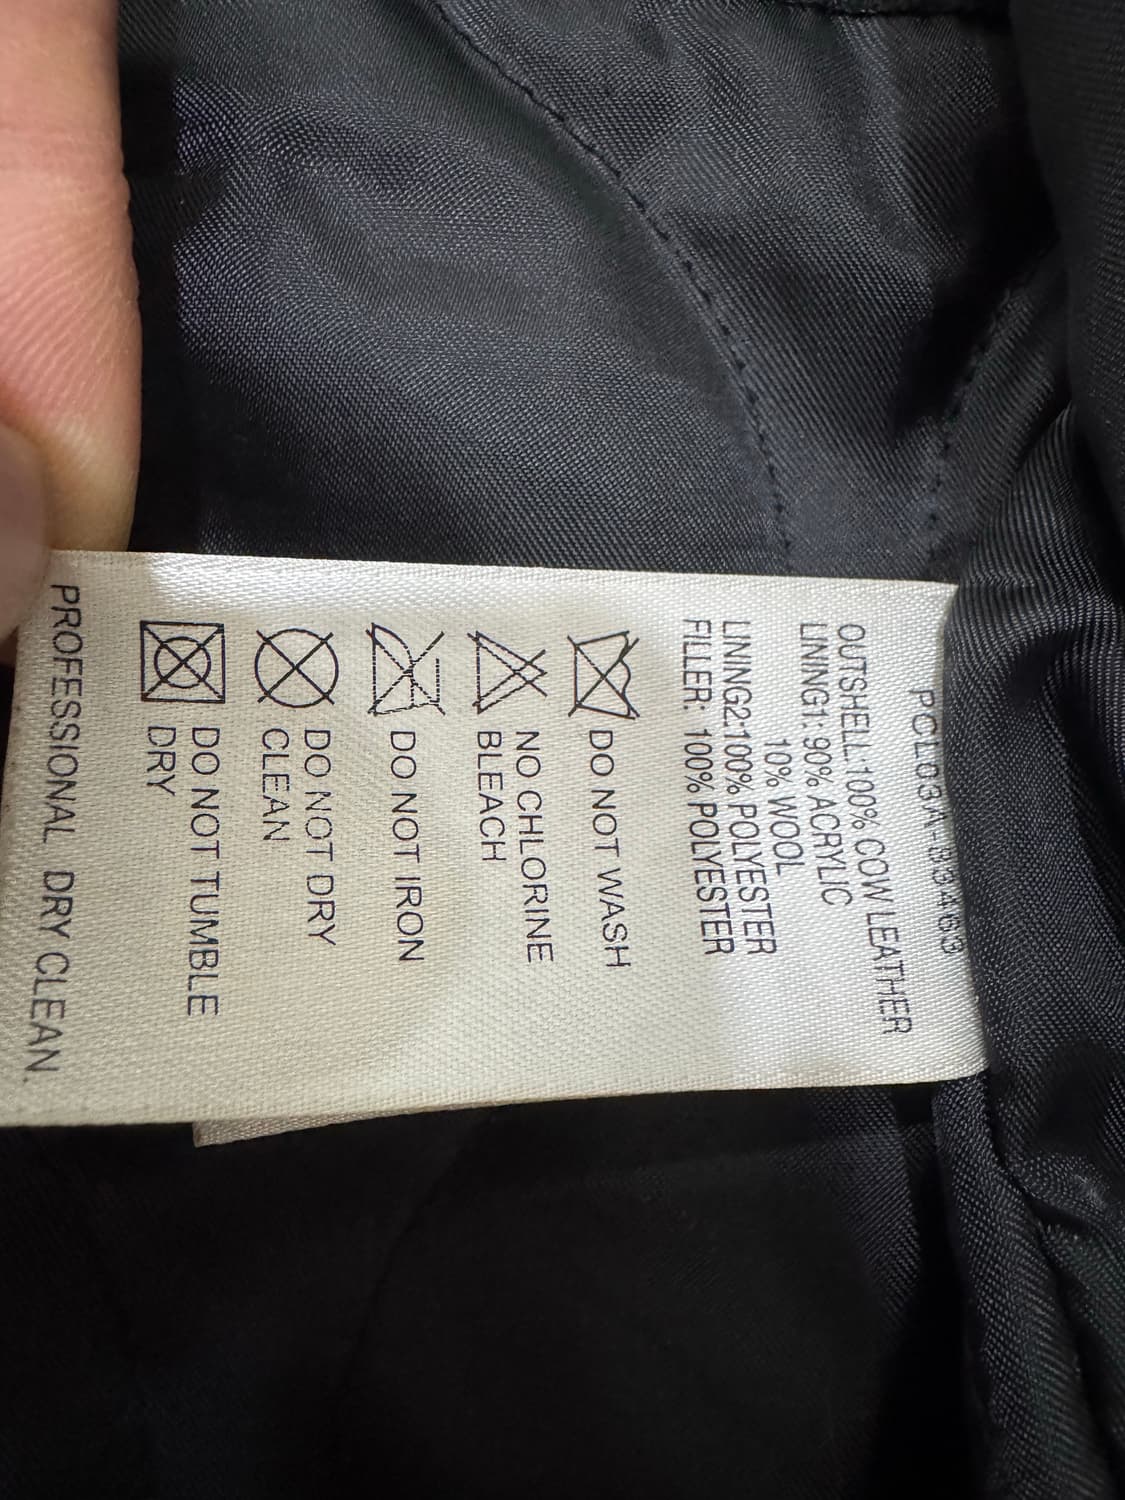 PCL03A-B3463
OUTSHELL:100% COW LEATHER
LINING1: 90% ACRYLIC
10% WOOL
LINING2:100% POLYESTER
FILLER: 100% POLYESTER
DO NOT WASH
NO CHLORINE
BLEACH
DO NOT IRON
DO NOT DRY
CLEAN
DO NOT TUMBLE
DRY
PROFESSIONAL DRY CLEAN.